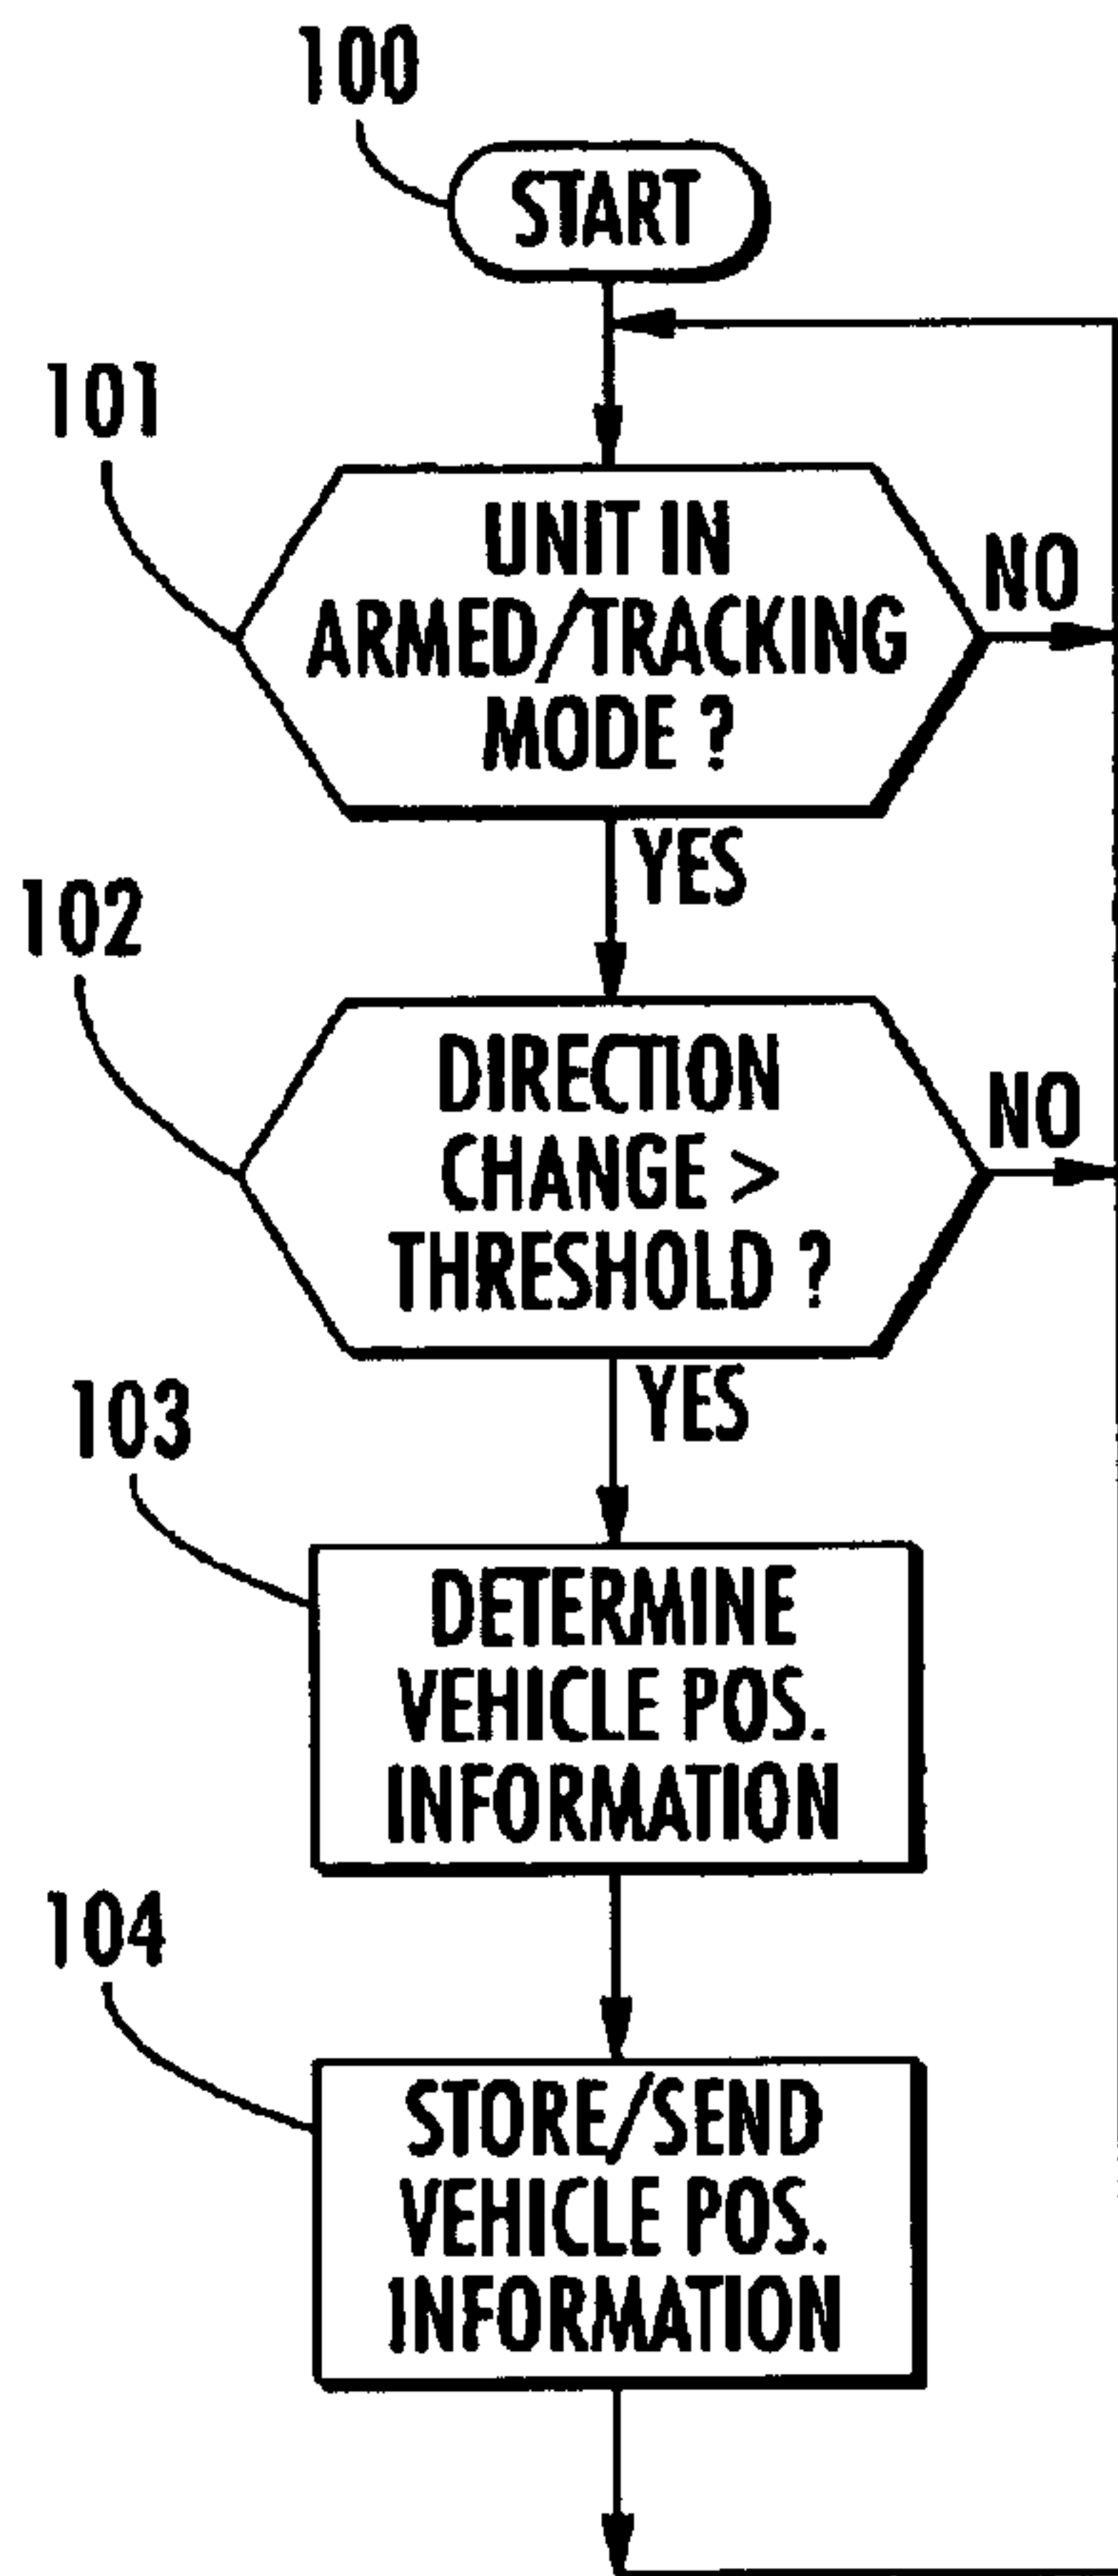 100
START
101
UNIT IN
ARMED/TRACKING
MODE ?
NO
YES
102
DIRECTION
CHANGE >
THRESHOLD ?
NO
YES
103
DETERMINE
VEHICLE POS.
INFORMATION
104
STORE/SEND
VEHICLE POS.
INFORMATION